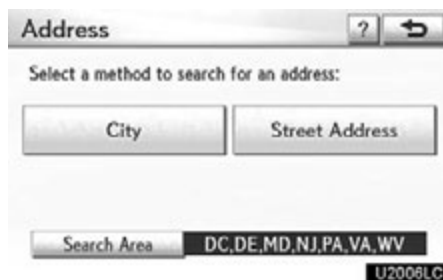 Address ?
Select a method to search for an address:
City Street Address
Search Area DC,DE,MD,NJ,PA,VA,WV
U2006LC